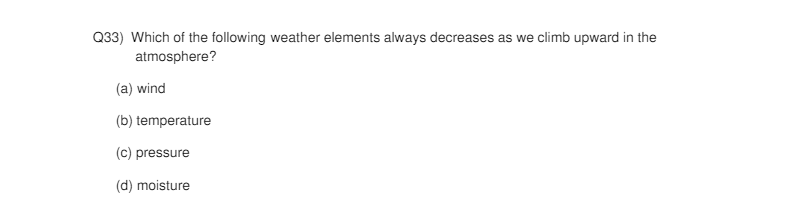 Q33) Which of the following weather elements always decreases as we climb upward in the
atmosphere?
(a) wind
(b) temperature
(c) pressure
(d) moisture